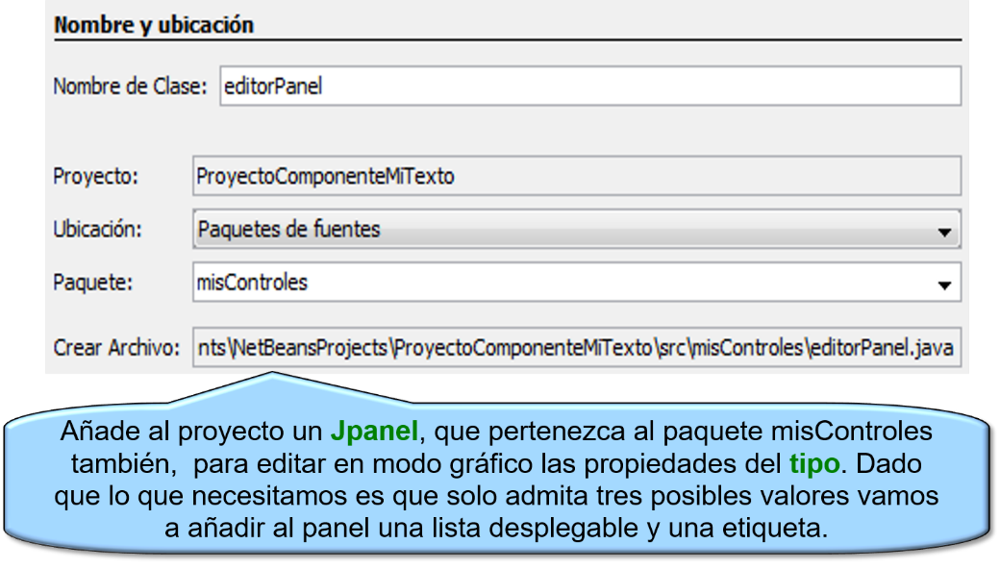 Nombre y ubicación
Nombre de Clase: editorPanel
Proyecto: ProyectoComponenteMiTexto
Ubicación: Paquetes de fuentes
Paquete: misControles
Crear Archivo: nts\NetBeansProjects\ProyectoComponenteMiTexto\src\misControles\editorPanel.java
Añade al proyecto un Jpanel, que pertenezca al paquete misControles
también, para editar en modo gráfico las propiedades del tipo. Dado
que lo que necesitamos es que solo admita tres posibles valores vamos
a añadir al panel una lista desplegable y una etiqueta.